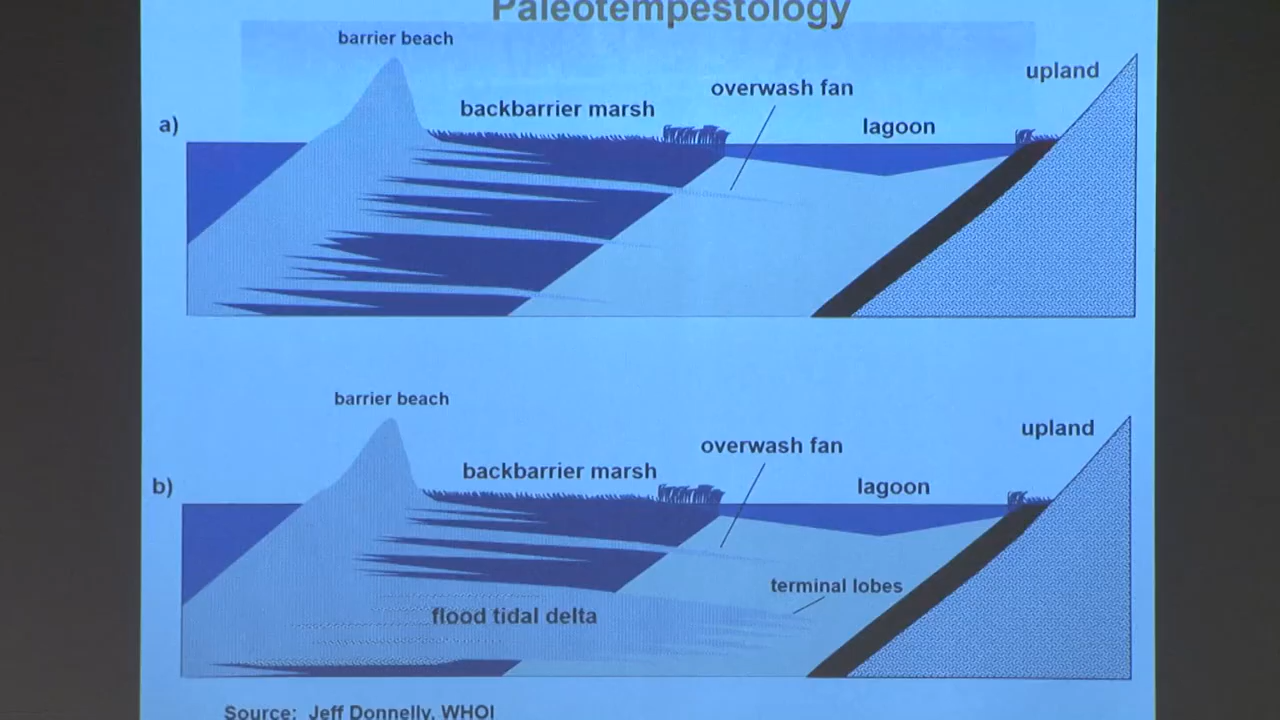 Paleotempestology
barrier beach
upland
overwash fan
backbarrier marsh
a)
lagoon
barrier beach
upland
overwash fan
backbarrier marsh
b)
lagoon
terminal lobes
flood tidal delta
Source: Jeff Donnelly, WHOI